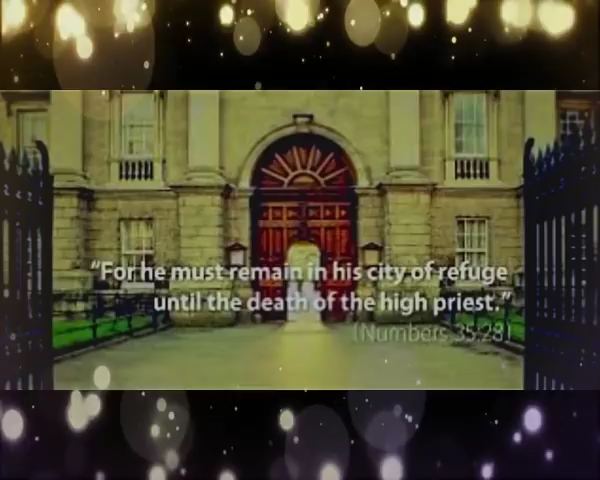 “For he must remain in his city of refuge
until the death of the high priest.”
(Numbers 35:28)